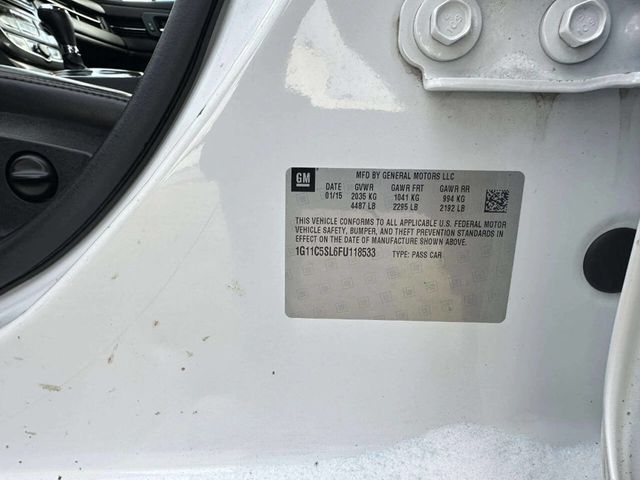 GM
MFD BY GENERAL MOTORS LLC
DATE GVWR GAWR FRT GAWR RR
01/15 2035 KG 1041 KG 994 KG
4487 LB 2295 LB 2192 LB
THIS VEHICLE CONFORMS TO ALL APPLICABLE U.S. FEDERAL MOTOR
VEHICLE SAFETY, BUMPER, AND THEFT PREVENTION STANDARDS IN
EFFECT ON THE DATE OF MANUFACTURE SHOWN ABOVE.
1G11C5SL6FU118533 TYPE: PASS CAR